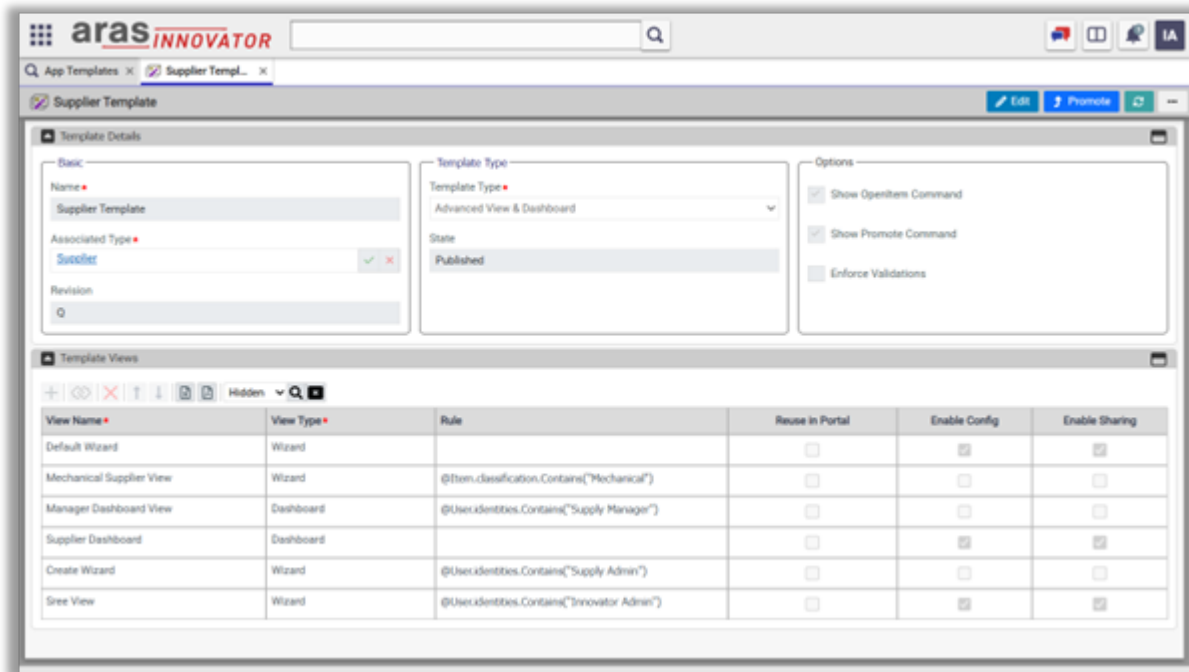 aras INNOVATOR
IA
App Templates × Supplier Templ... ×
Supplier Template
Edit Promote
Template Details
Basic
Name
Supplier Template
Associated Type
Supplier
Revision
Q
Template Type
Template Type
Advanced View & Dashboard
State
Published
Options
Show OpenItem Command
Show Promote Command
Enforce Validations
Template Views
Hidden
View Name View Type Rule Reuse in Portal Enable Config Enable Sharing
Default Wizard Wizard
Mechanical Supplier View Wizard @Item.classification.Contains("Mechanical")
Manager Dashboard View Dashboard @User.identities.Contains("Supply Manager")
Supplier Dashboard Dashboard
Create Wizard Wizard @User.identities.Contains("Supply Admin")
Sree View Wizard @User.identities.Contains("Innovator Admin")